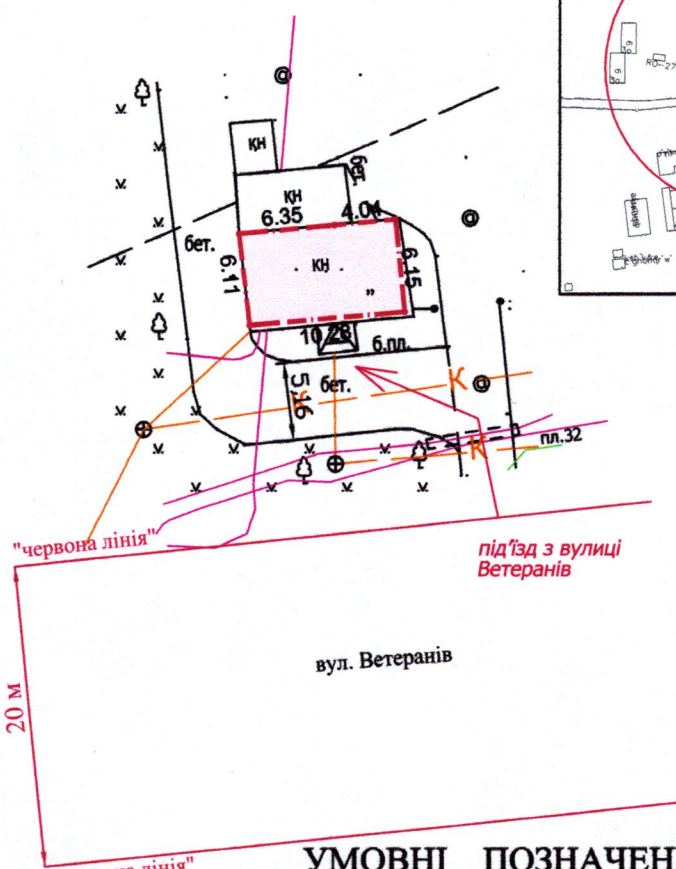 КН
КН
бет.
6.35
4.04
бет.
6.11
КН
6.15
"
10.28
б.пл.
5.16
бет.
К
К
пл.32
"червона лінія"
під'їзд з вулиці
Ветеранів
вул. Ветеранів
20 м
лінія"
УМОВНІ ПОЗНАЧЕН